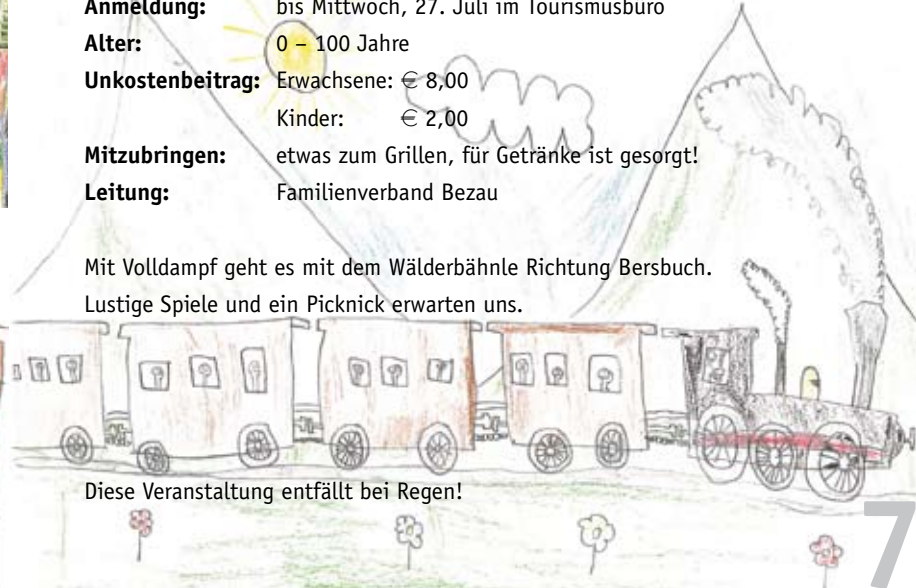 Anmeldung: bis Mittwoch, 27. Juli im Tourismusbüro
Alter: 0 – 100 Jahre
Unkostenbeitrag: Erwachsene: € 8,00
Kinder: € 2,00
Mitzubringen: etwas zum Grillen, für Getränke ist gesorgt!
Leitung: Familienverband Bezau
Mit Volldampf geht es mit dem Wälderbähnle Richtung Bersbuch.
Lustige Spiele und ein Picknick erwarten uns.
Diese Veranstaltung entfällt bei Regen!
7